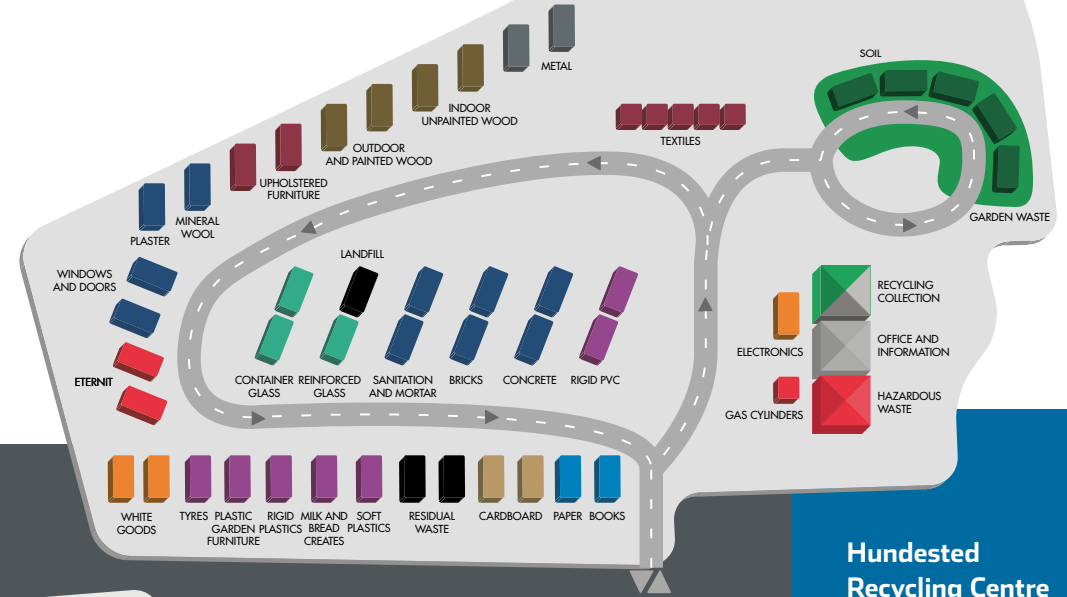 SOIL
METAL
INDOOR
UNPAINTED WOOD
TEXTILES
OUTDOOR
AND PAINTED WOOD
UPHOLSTERED
FURNITURE
MINERAL
WOOL
PLASTER
GARDEN WASTE
WINDOWS
AND DOORS
LANDFILL
RECYCLING
COLLECTION
ELECTRONICS
OFFICE AND
INFORMATION
ETERNIT
CONTAINER
GLASS
REINFORCED
GLASS
SANITATION
AND MORTAR
BRICKS
CONCRETE
RIGID PVC
GAS CYLINDERS
HAZARDOUS
WASTE
WHITE
GOODS
TYRES
PLASTIC
GARDEN
FURNITURE
RIGID
PLASTICS
MILK AND
BREAD
CREATES
SOFT
PLASTICS
RESIDUAL
WASTE
CARDBOARD
PAPER
BOOKS
Hundested
Recycling Centre